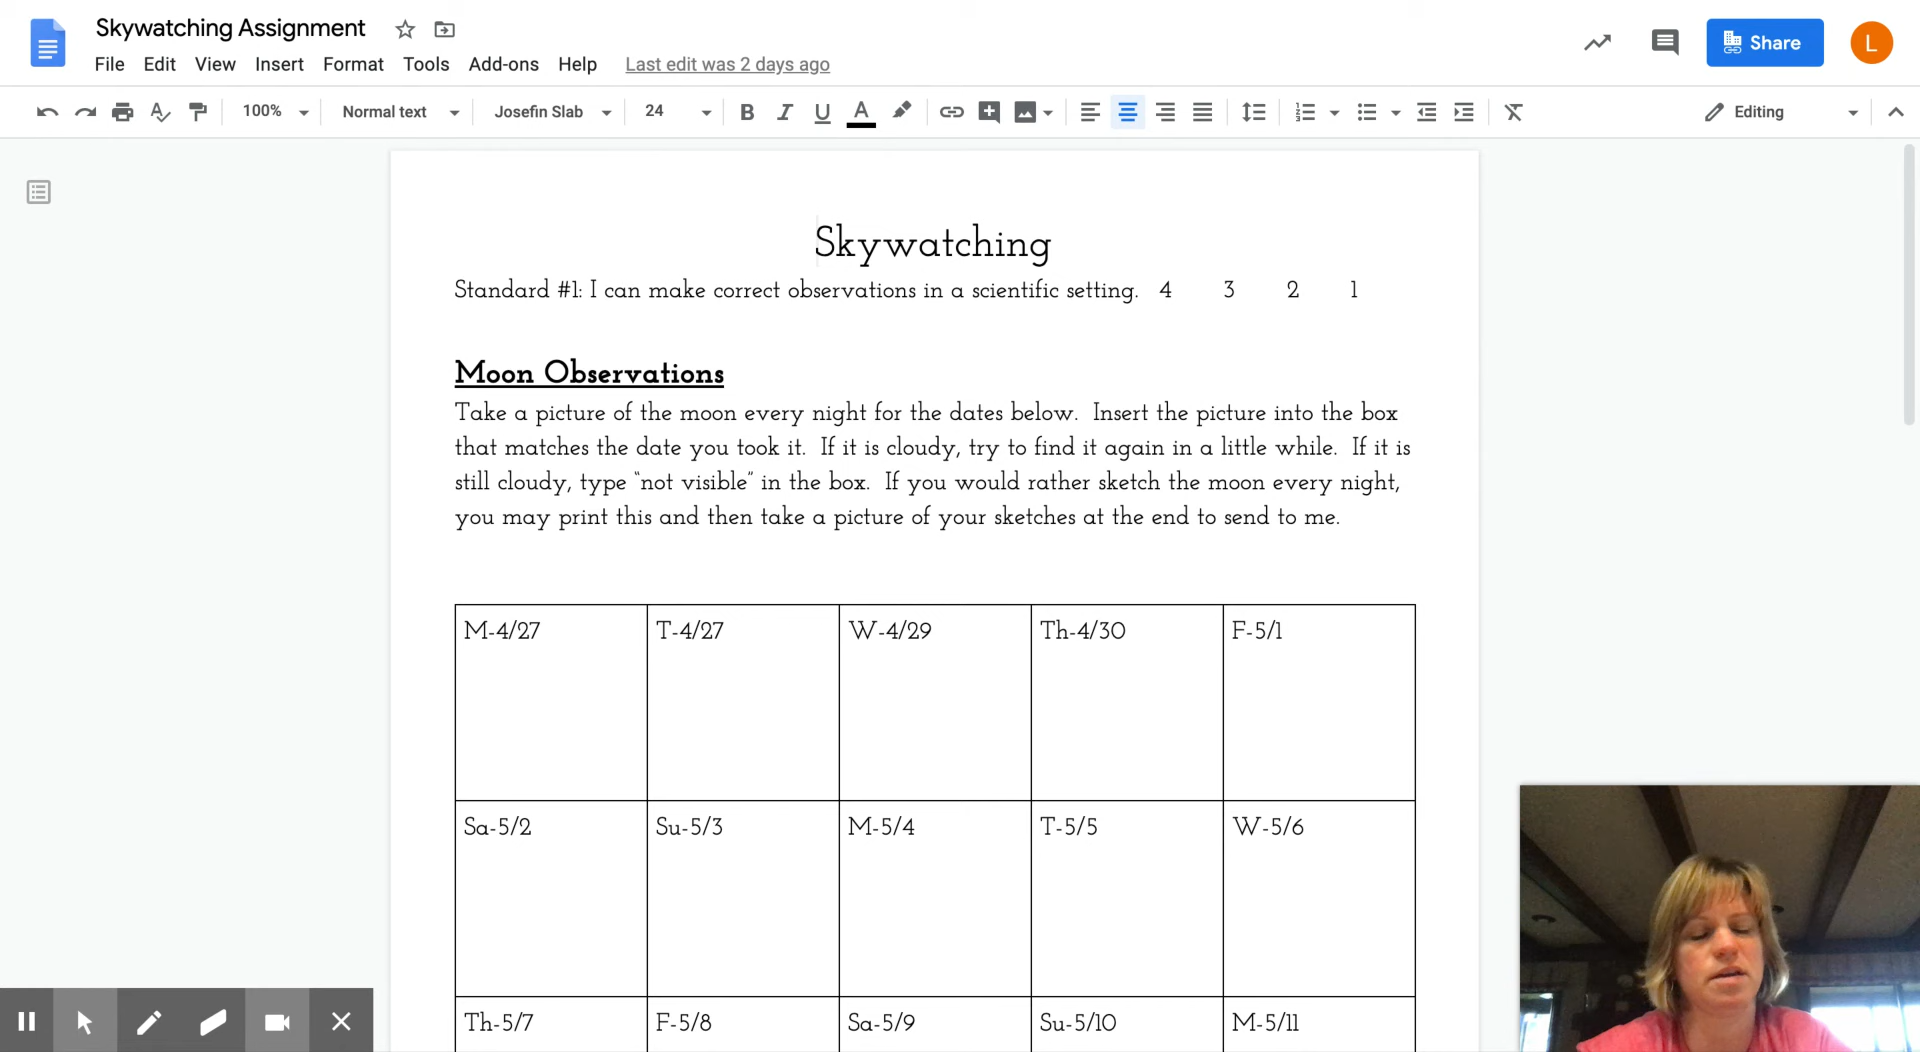 Skywatching Assignment
File Edit View Insert Format Tools Add-ons Help Last edit was 2 days ago
Share
L
100% Normal text Josefin Slab 24 B I U A Editing
Skywatching
Standard #1: I can make correct observations in a scientific setting. 4 3 2 1
Moon Observations
Take a picture of the moon every night for the dates below. Insert the picture into the box
that matches the date you took it. If it is cloudy, try to find it again in a little while. If it is
still cloudy, type “not visible” in the box. If you would rather sketch the moon every night,
you may print this and then take a picture of your sketches at the end to send to me.
M-4/27 T-4/27 W-4/29 Th-4/30 F-5/1
Sa-5/2 Su-5/3 M-5/4 T-5/5 W-5/6
Th-5/7 F-5/8 Sa-5/9 Su-5/10 M-5/11